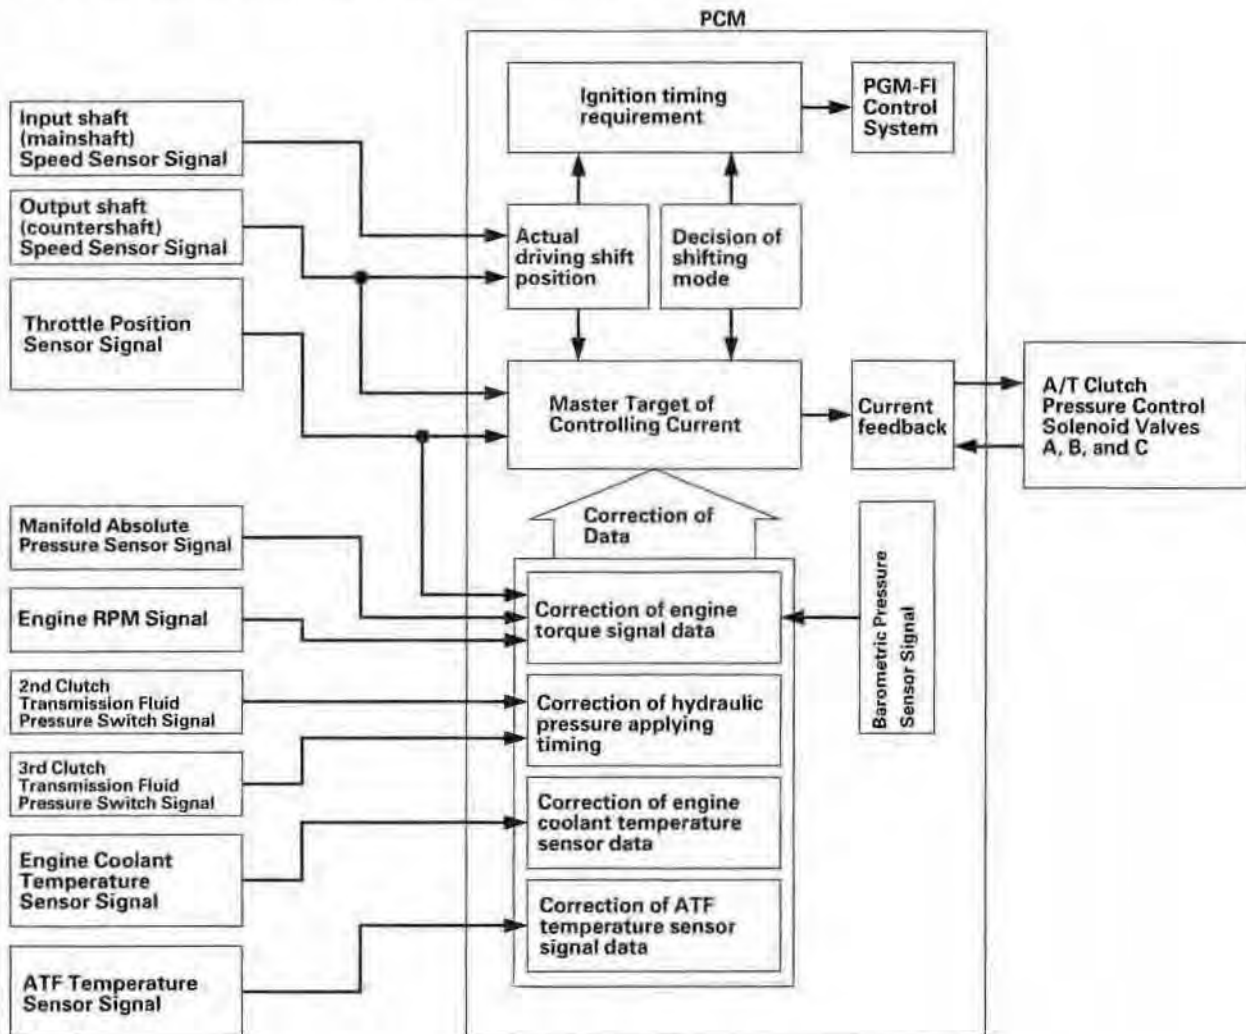 PCM
Ignition timing
requirement
PGM-FI
Control
System
Input shaft
(mainshaft)
Speed Sensor Signal
Output shaft
(countershaft)
Speed Sensor Signal
Actual
driving shift
position
Decision of
shifting
mode
Throttle Position
Sensor Signal
Master Target of
Controlling Current
Current
feedback
A/T Clutch
Pressure Control
Solenoid Valves
A, B, and C
Correction of
Data
Manifold Absolute
Pressure Sensor Signal
Engine RPM Signal
Correction of engine
torque signal data
Barometric Pressure
Sensor Signal
2nd Clutch
Transmission Fluid
Pressure Switch Signal
Correction of hydraulic
pressure applying
timing
3rd Clutch
Transmission Fluid
Pressure Switch Signal
Correction of engine
coolant temperature
sensor data
Engine Coolant
Temperature
Sensor Signal
Correction of ATF
temperature sensor
signal data
ATF Temperature
Sensor Signal